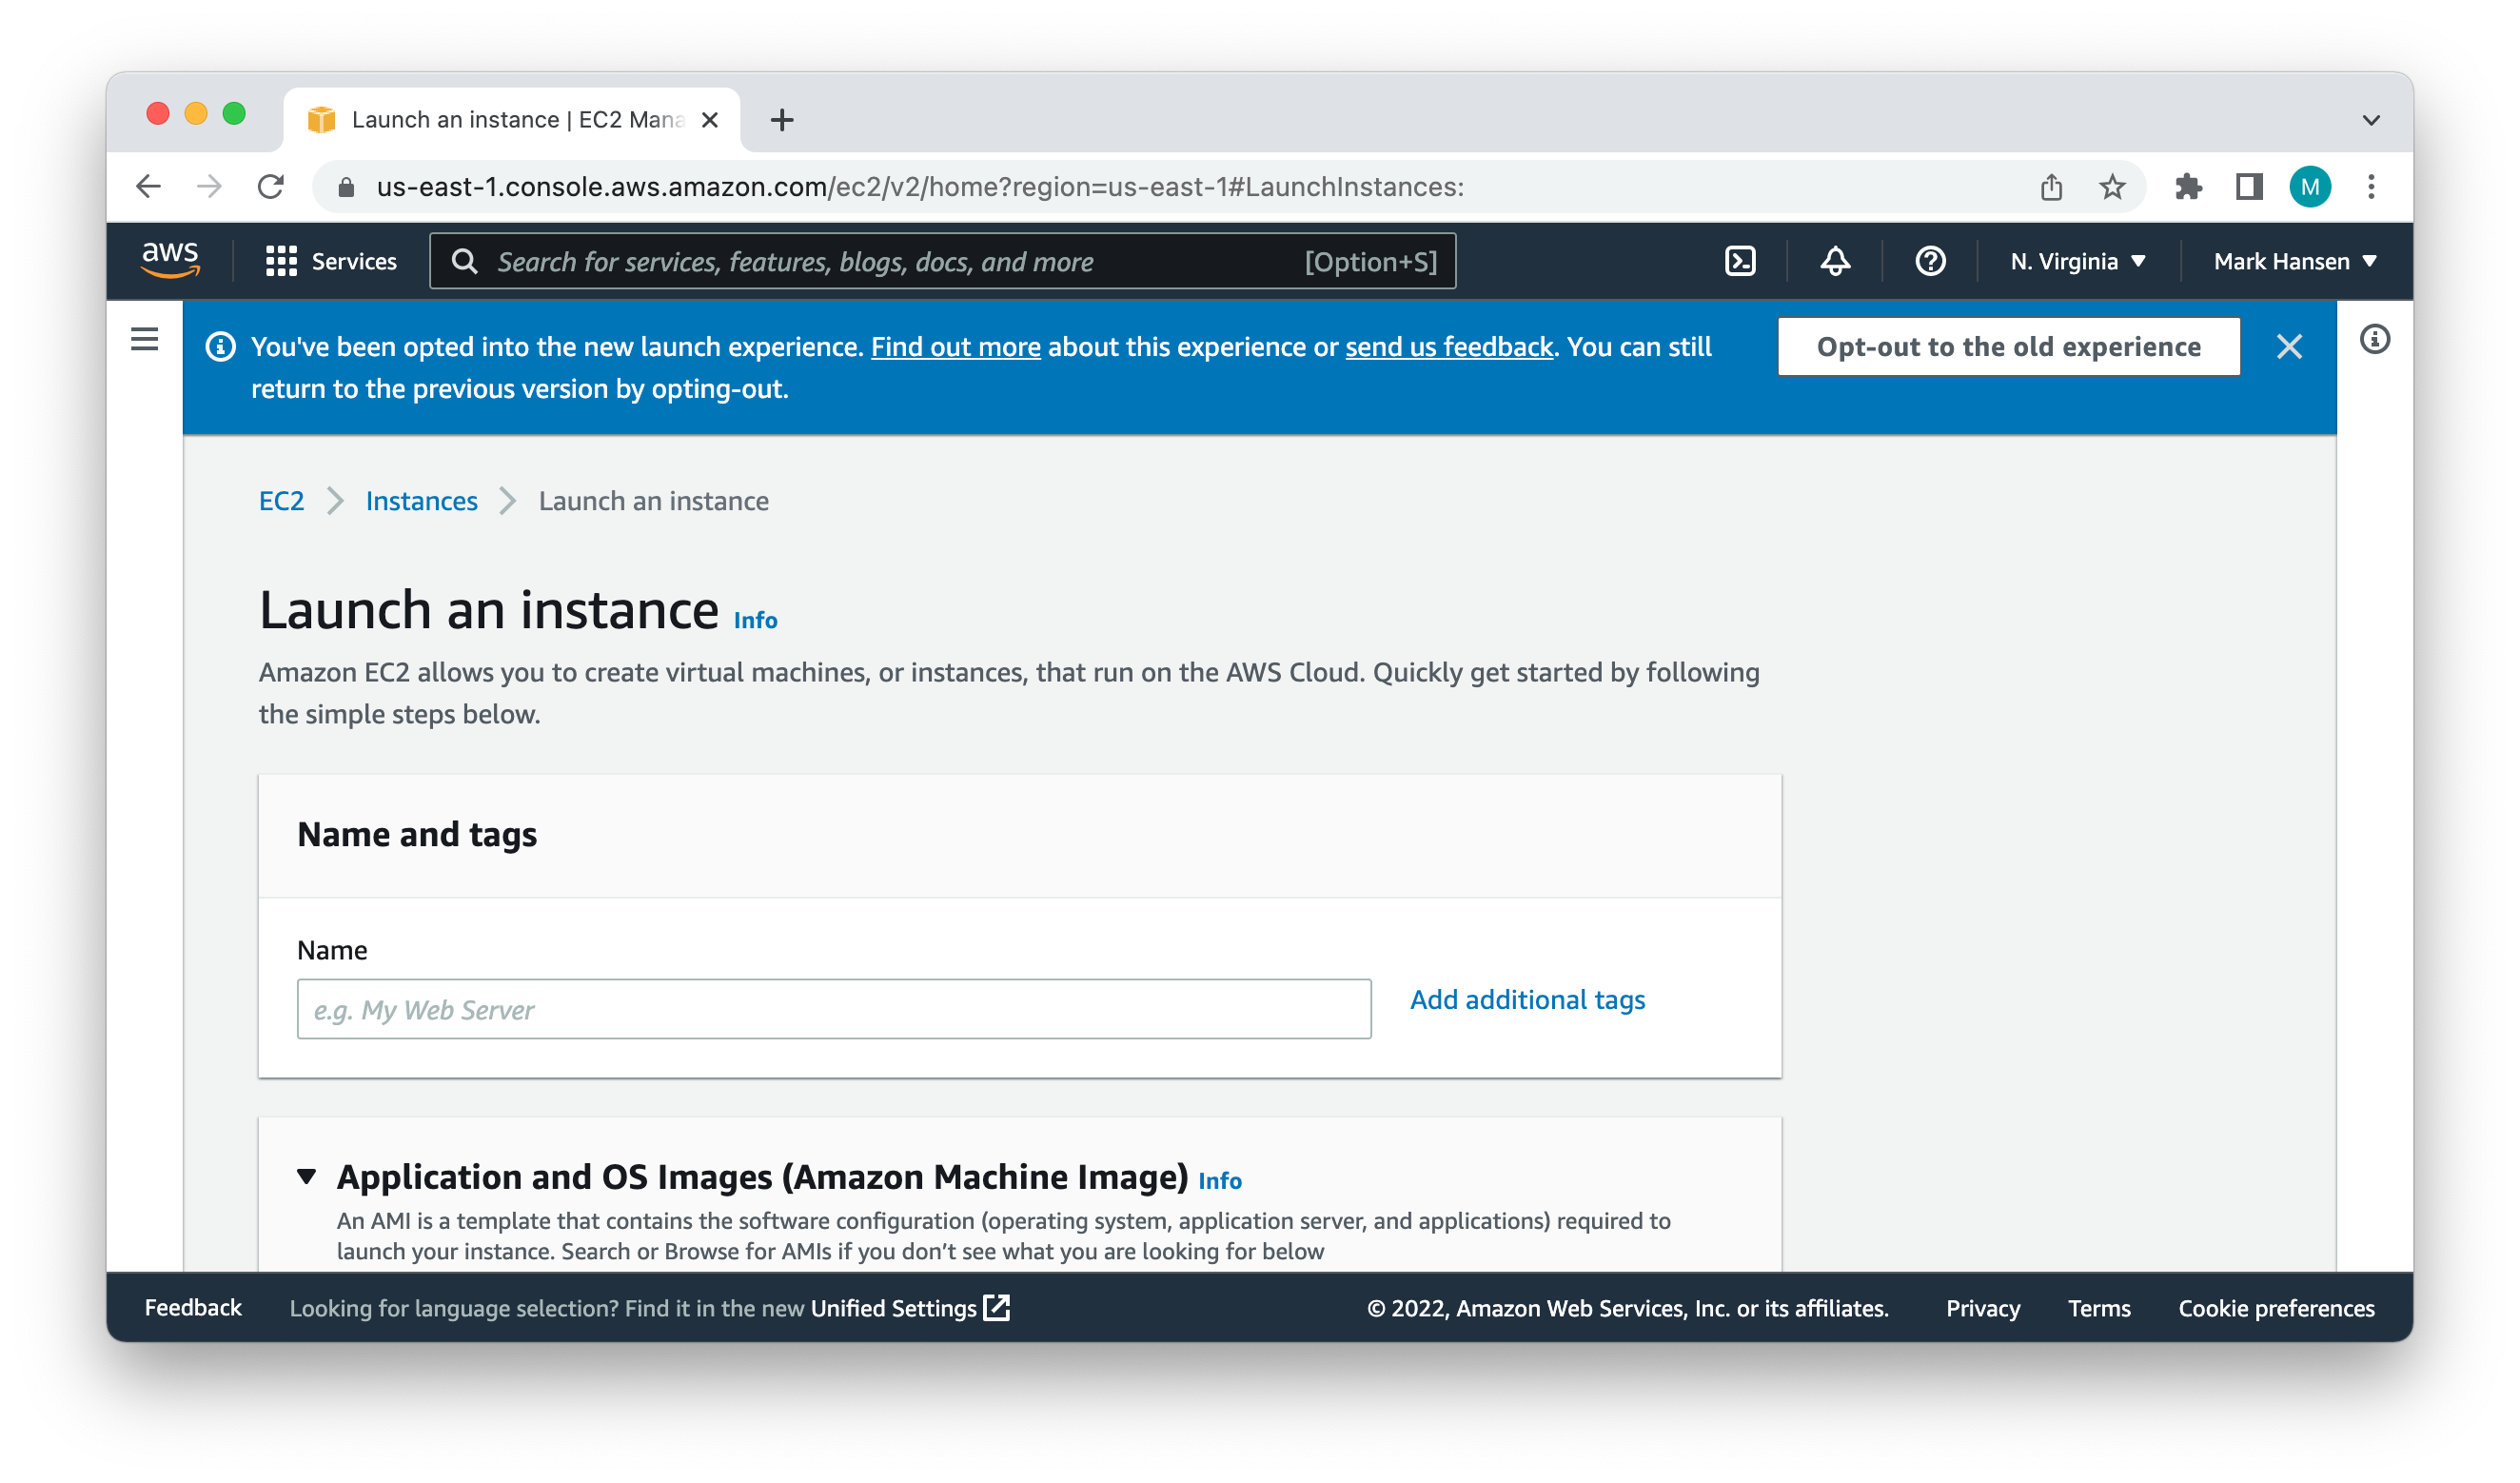 Launch an instance | EC2 Mana
us-east-1.console.aws.amazon.com/ec2/v2/home?region=us-east-1#LaunchInstances:
M
aws
Services
Search for services, features, blogs, docs, and more
[Option+S]
N. Virginia
Mark Hansen
You've been opted into the new launch experience. Find out more about this experience or send us feedback. You can still
return to the previous version by opting-out.
Opt-out to the old experience
EC2
Instances
Launch an instance
Launch an instance Info
Amazon EC2 allows you to create virtual machines, or instances, that run on the AWS Cloud. Quickly get started by following
the simple steps below.
Name and tags
Name
e.g. My Web Server
Add additional tags
Application and OS Images (Amazon Machine Image) Info
An AMI is a template that contains the software configuration (operating system, application server, and applications) required to
launch your instance. Search or Browse for AMIs if you don’t see what you are looking for below
Feedback
Looking for language selection? Find it in the new Unified Settings
© 2022, Amazon Web Services, Inc. or its affiliates.
Privacy
Terms
Cookie preferences